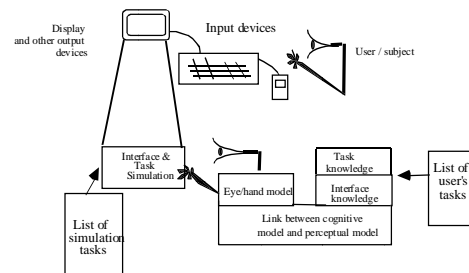 Display
and other output
devices
Input devices
User / subject
Interface &
Task
Simulation
Eye/hand model
Task
knowledge
Interface
knowledge
Link between cognitive
model and perceptual model
List of
user's
tasks
List of
simulation
tasks